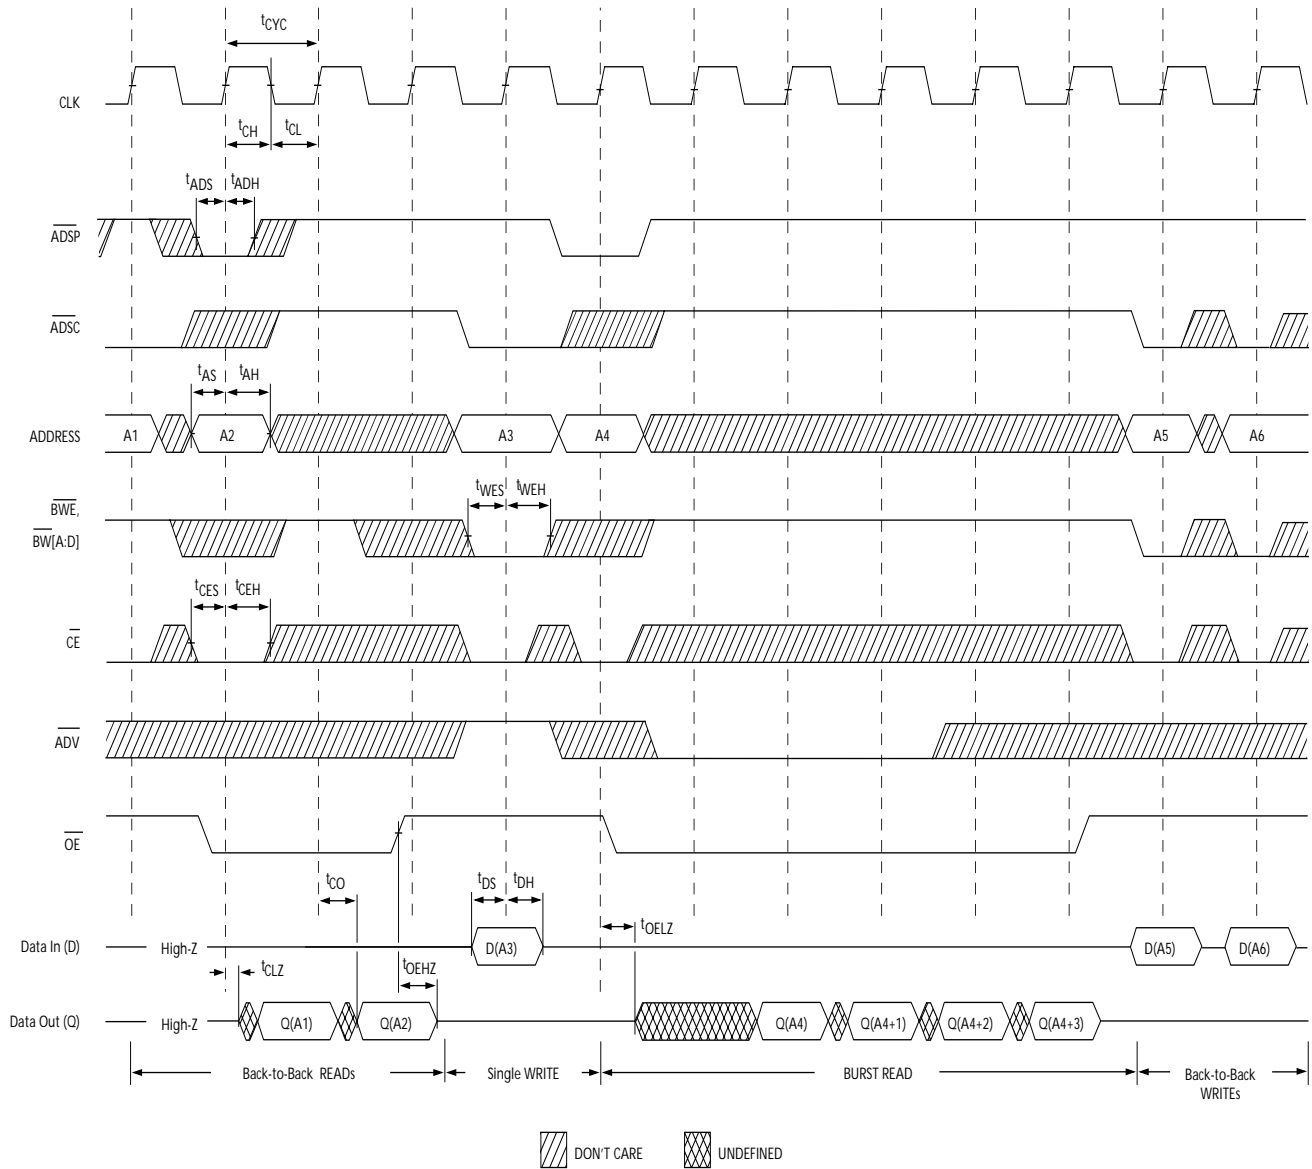 tCYC
CLK
tCH
tCL
tADS
tADH
ADSP
ADSC
tAS
tAH
ADDRESS
A1
A2
A3
A4
A5
A6
tWES
tWEH
BWE,
BW[A:D]
tCES
tCEH
CE
ADV
OE
tCO
tDS
tDH
tOELZ
Data In (D)
High-Z
D(A3)
D(A5)
D(A6)
tCLZ
tOEHZ
Data Out (Q)
High-Z
Q(A1)
Q(A2)
Q(A4)
Q(A4+1)
Q(A4+2)
Q(A4+3)
Back-to-Back READs
Single WRITE
BURST READ
Back-to-Back
WRITEs
DON'T CARE
UNDEFINED